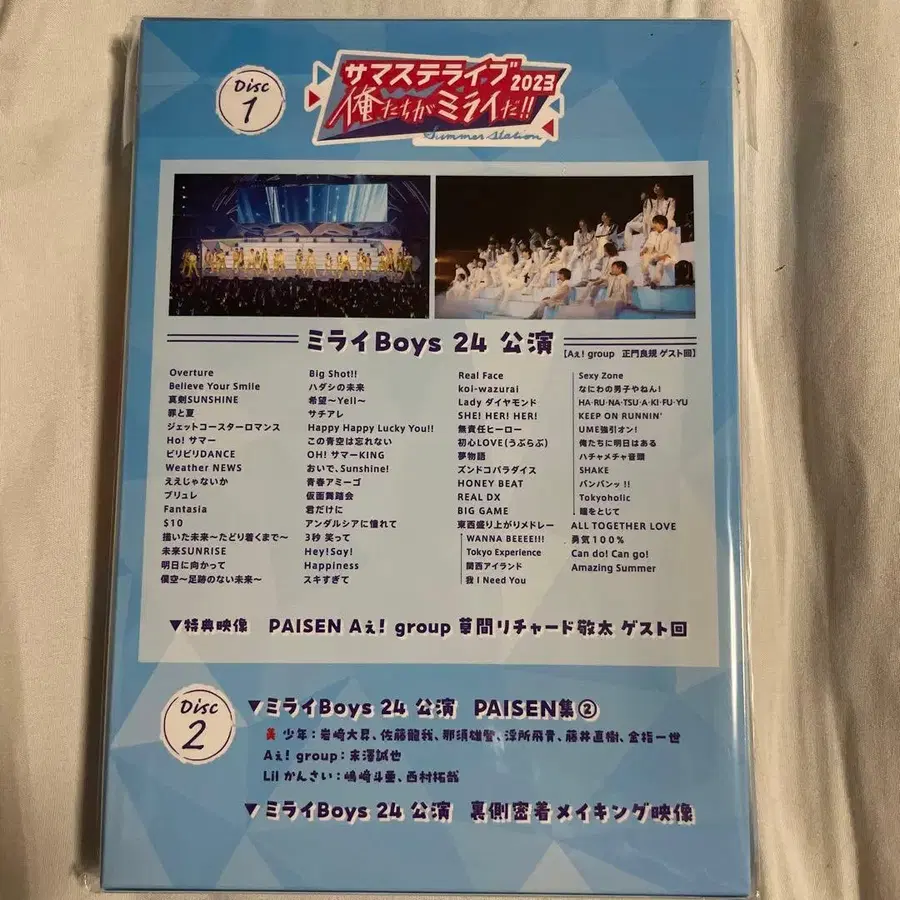 Disc
1
サマステライブ 2023
俺たちがミライだ!!
Summer Station
ミライBoys 24 公演
【Aぇ! group 正門良規 ゲスト回】
Overture
Believe Your Smile
真剣SUNSHINE
罪と夏
ジェットコースターロマンス
Ho! サマー
ビリビリDANCE
Weather NEWS
ええじゃないか
ブリュレ
Fantasia
$10
描いた未来〜たどり着くまで〜
未来SUNRISE
明日に向かって
僕空〜足跡のない未来〜
Big Shot!!
ハダシの未来
希望〜Yell〜
サチアレ
Happy Happy Lucky You!!
この青空は忘れない
OH! サマーKING
おいで、Sunshine!
青春アミーゴ
仮面舞踏会
君だけに
アンダルシアに憧れて
3秒 笑って
Hey!Say!
Happiness
スキすぎて
Real Face
koi-wazurai
Lady ダイヤモンド
SHE! HER! HER!
無責任ヒーロー
初心LOVE(うぶらぶ)
夢物語
ズンドコパラダイス
HONEY BEAT
REAL DX
BIG GAME
東西盛り上がりメドレー
WANNA BEEEE!!!
Tokyo Experience
関西アイランド
我 I Need You
Sexy Zone
なにわの男子やねん!
HA·RU·NA·TSU·A·KI·FU·YU
KEEP ON RUNNIN'
UME強引オン!
俺たちに明日はある
ハチャメチャ音頭
SHAKE
バンバンッ!!
Tokyoholic
瞳をとじて
ALL TOGETHER LOVE
勇気100%
Can do! Can go!
Amazing Summer
▼特典映像 PAISEN Aぇ! group 草間リチャード敬太 ゲスト回
Disc
2
▼ミライBoys 24 公演 PAISEN集②
美 少年：岩﨑大昇、佐藤龍我、那須雄登、浮所飛貴、藤井直樹、金指一世
Aぇ! group：末澤誠也
Lil かんさい：嶋﨑斗亜、西村拓哉
▼ミライBoys 24 公演 裏側密着メイキング映像